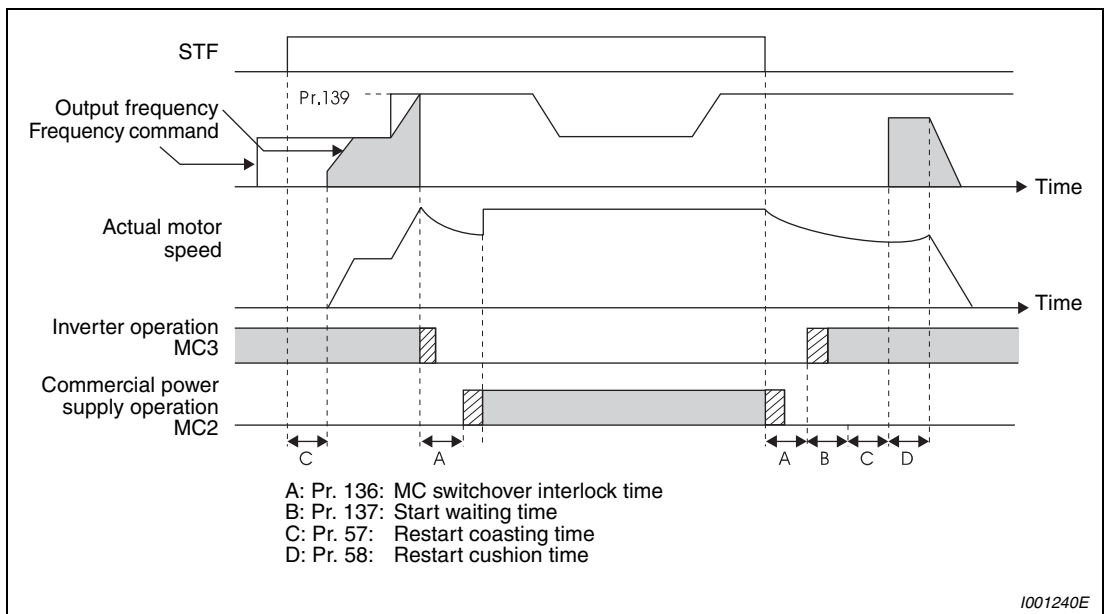 STF
Pr.139
Output frequency
Frequency command
Time
Actual motor
speed
Time
Inverter operation
MC3
Commercial power
supply operation
MC2
C
A
A
B
C
D
A: Pr. 136: MC switchover interlock time
B: Pr. 137: Start waiting time
C: Pr. 57: Restart coasting time
D: Pr. 58: Restart cushion time
I001240E